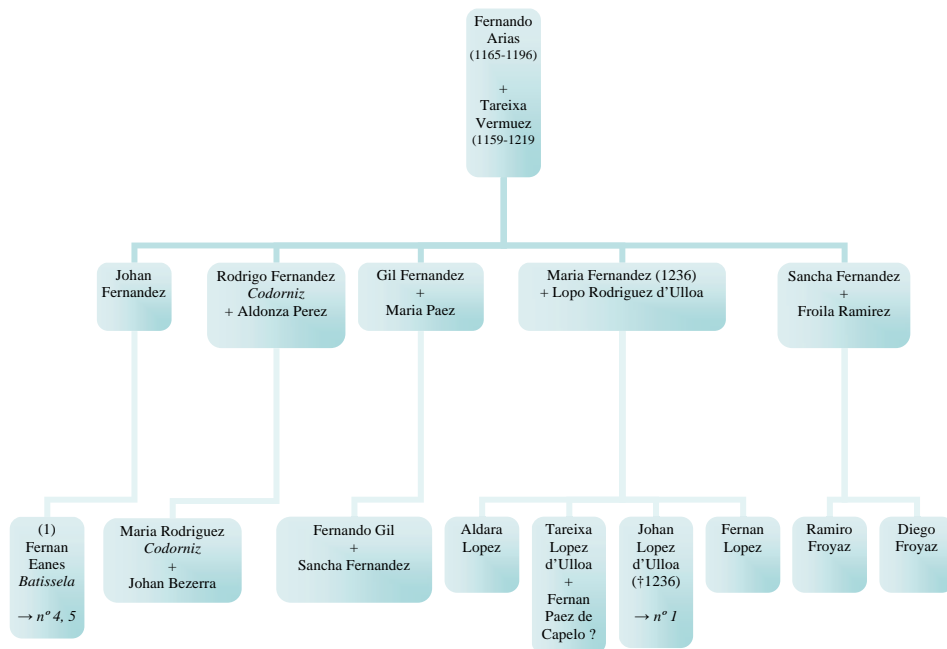 Fernando
Arias
(1165-1196)
+
Tareixa
Vermuez
(1159-1219
Johan
Fernandez
Rodrigo Fernandez
Codorniz
+ Aldonza Perez
Gil Fernandez
+
Maria Paez
Maria Fernandez (1236)
+ Lopo Rodriguez d’Ulloa
Sancha Fernandez
+
Froila Ramirez
(1)
Fernan
Eanes
Batissela
→ nº 4, 5
Maria Rodriguez
Codorniz
+
Johan Bezerra
Fernando Gil
+
Sancha Fernandez
Aldara
Lopez
Tareixa
Lopez
d’Ulloa
+
Fernan
Paez de
Capelo ?
Johan
Lopez
d’Ulloa
(†1236)
→ nº 1
Fernan
Lopez
Ramiro
Froyaz
Diego
Froyaz